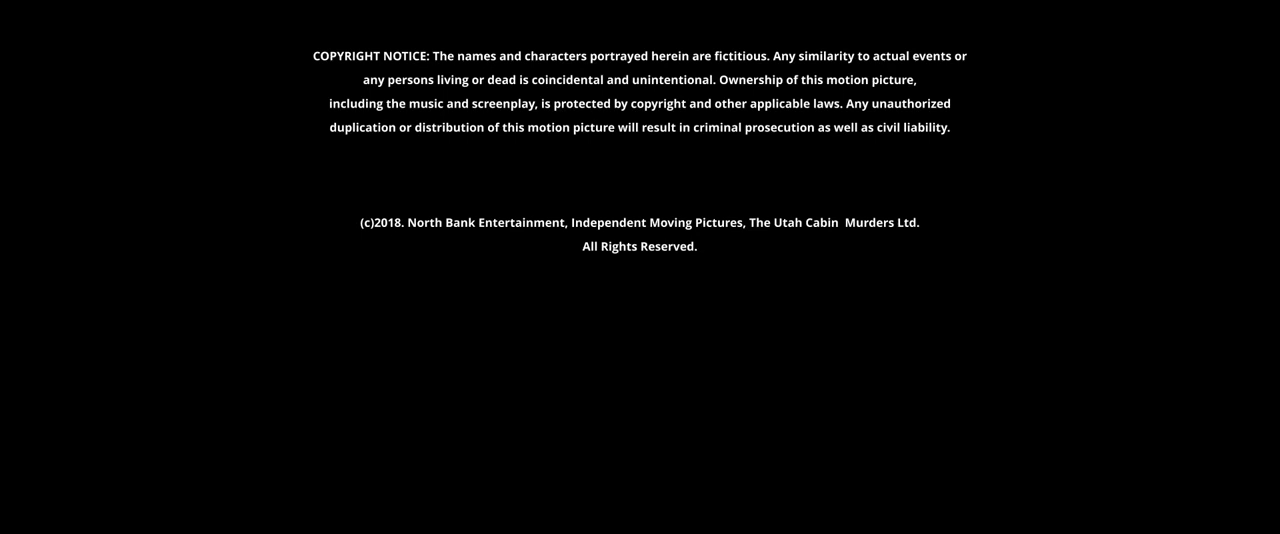 COPYRIGHT NOTICE: The names and characters portrayed herein are fictitious. Any similarity to actual events or
any persons living or dead is coincidental and unintentional. Ownership of this motion picture,
including the music and screenplay, is protected by copyright and other applicable laws. Any unauthorized
duplication or distribution of this motion picture will result in criminal prosecution as well as civil liability.
(c)2018. North Bank Entertainment, Independent Moving Pictures, The Utah Cabin  Murders Ltd.
All Rights Reserved.